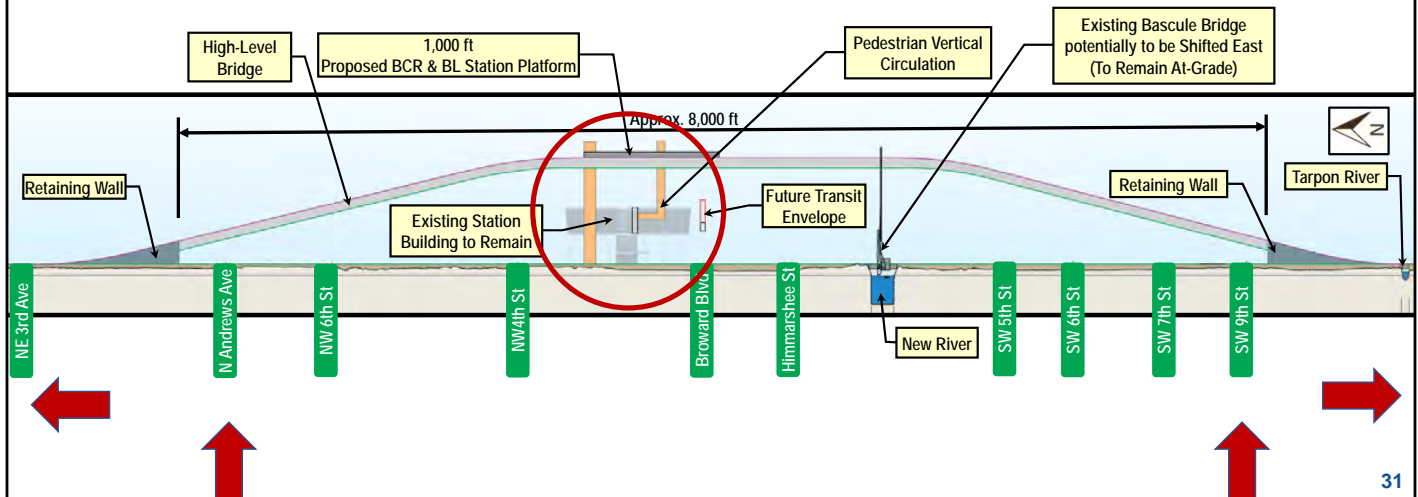 High-Level
Bridge
1,000 ft
Proposed BCR & BL Station Platform
Pedestrian Vertical
Circulation
Existing Bascule Bridge
potentially to be Shifted East
(To Remain At-Grade)
Approx. 8,000 ft
N
Retaining Wall
Existing Station
Building to Remain
Future Transit
Envelope
Retaining Wall
Tarpon River
NE 3rd Ave
N Andrews Ave
NW 6th St
NW4th St
Broward Blvd
Himmarshee St
New River
SW 5th St
SW 6th St
SW 7th St
SW 9th St
31